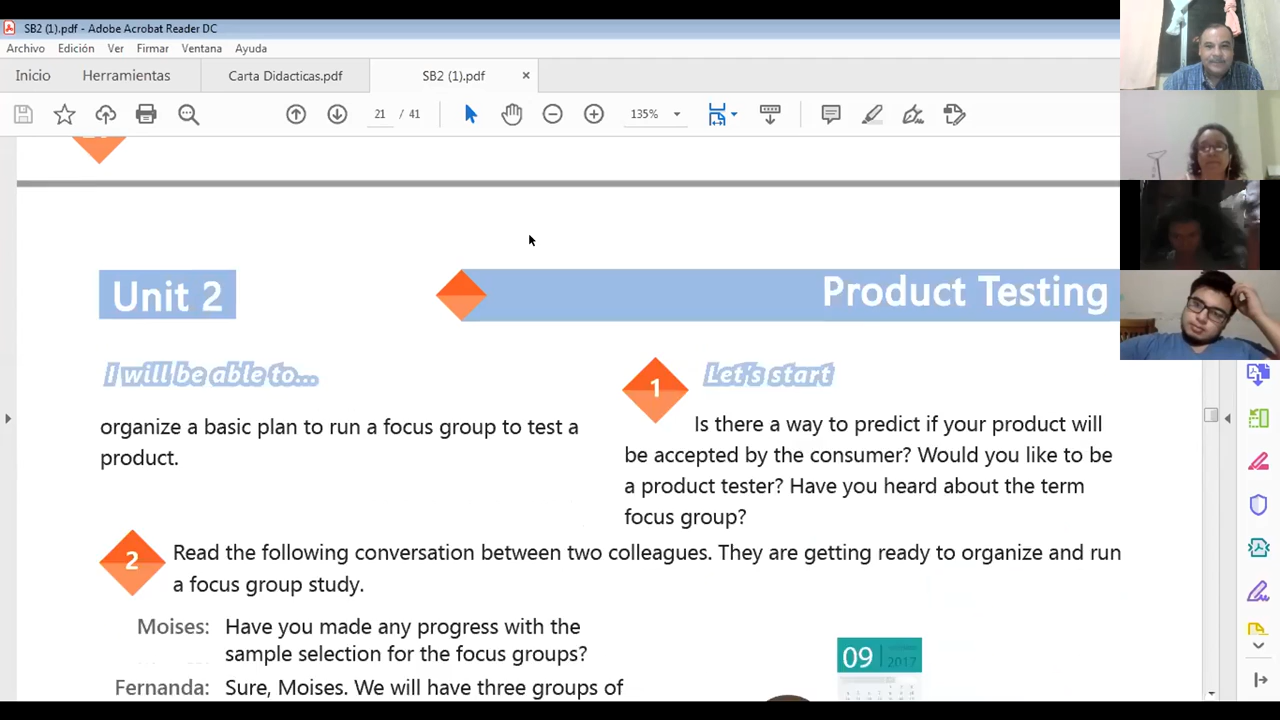 SB2 (1).pdf - Adobe Acrobat Reader DC
Archivo Edición Ver Firmar Ventana Ayuda
Inicio Herramientas Carta Didacticas.pdf SB2 (1).pdf ×
21 / 41 135%
Unit 2
Product Testing
I will be able to...
organize a basic plan to run a focus group to test a
product.
1 Let's start
Is there a way to predict if your product will
be accepted by the consumer? Would you like to be
a product tester? Have you heard about the term
focus group?
2 Read the following conversation between two colleagues. They are getting ready to organize and run
a focus group study.
Moises: Have you made any progress with the
sample selection for the focus groups?
Fernanda: Sure, Moises. We will have three groups of
09 2017